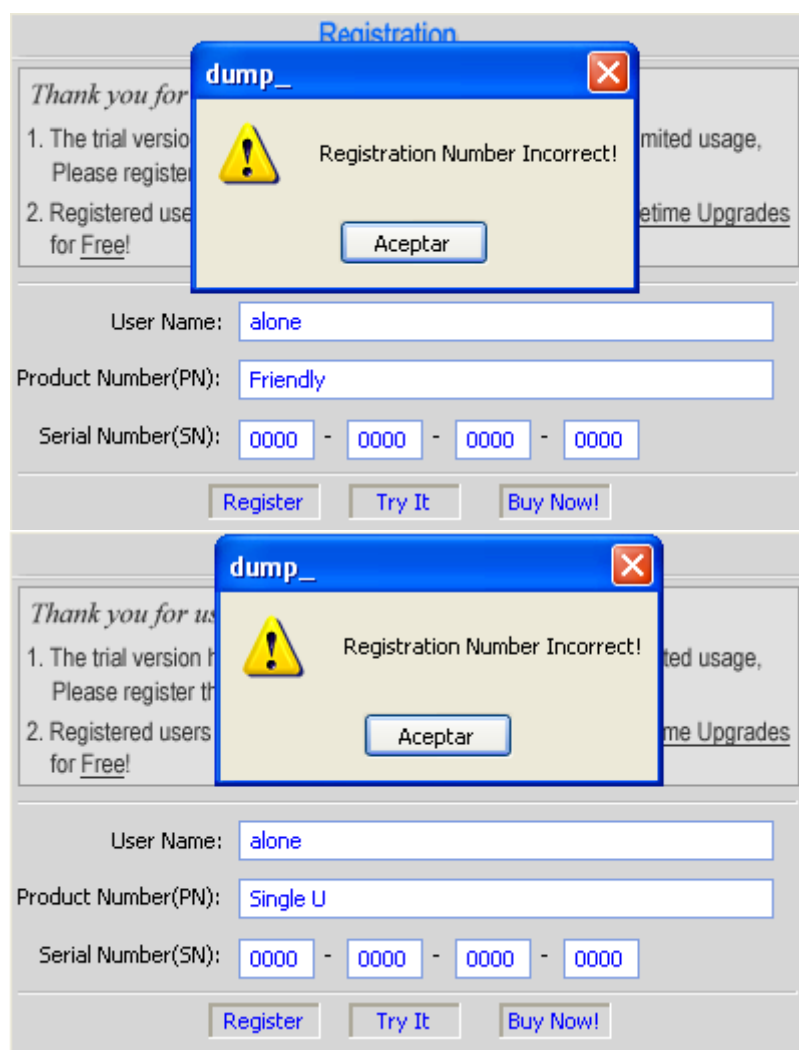 Registration
dump_
Thank you for
1. The trial versio
mited usage,
Registration Number Incorrect!
Please register
2. Registered use
etime Upgrades
for Free!
Aceptar
User Name: alone
Product Number(PN): Friendly
Serial Number(SN): 0000 - 0000 - 0000 - 0000
Register Try It Buy Now!
dump_
Thank you for us
1. The trial version h
ted usage,
Registration Number Incorrect!
Please register th
2. Registered users
me Upgrades
for Free!
Aceptar
User Name: alone
Product Number(PN): Single U
Serial Number(SN): 0000 - 0000 - 0000 - 0000
Register Try It Buy Now!